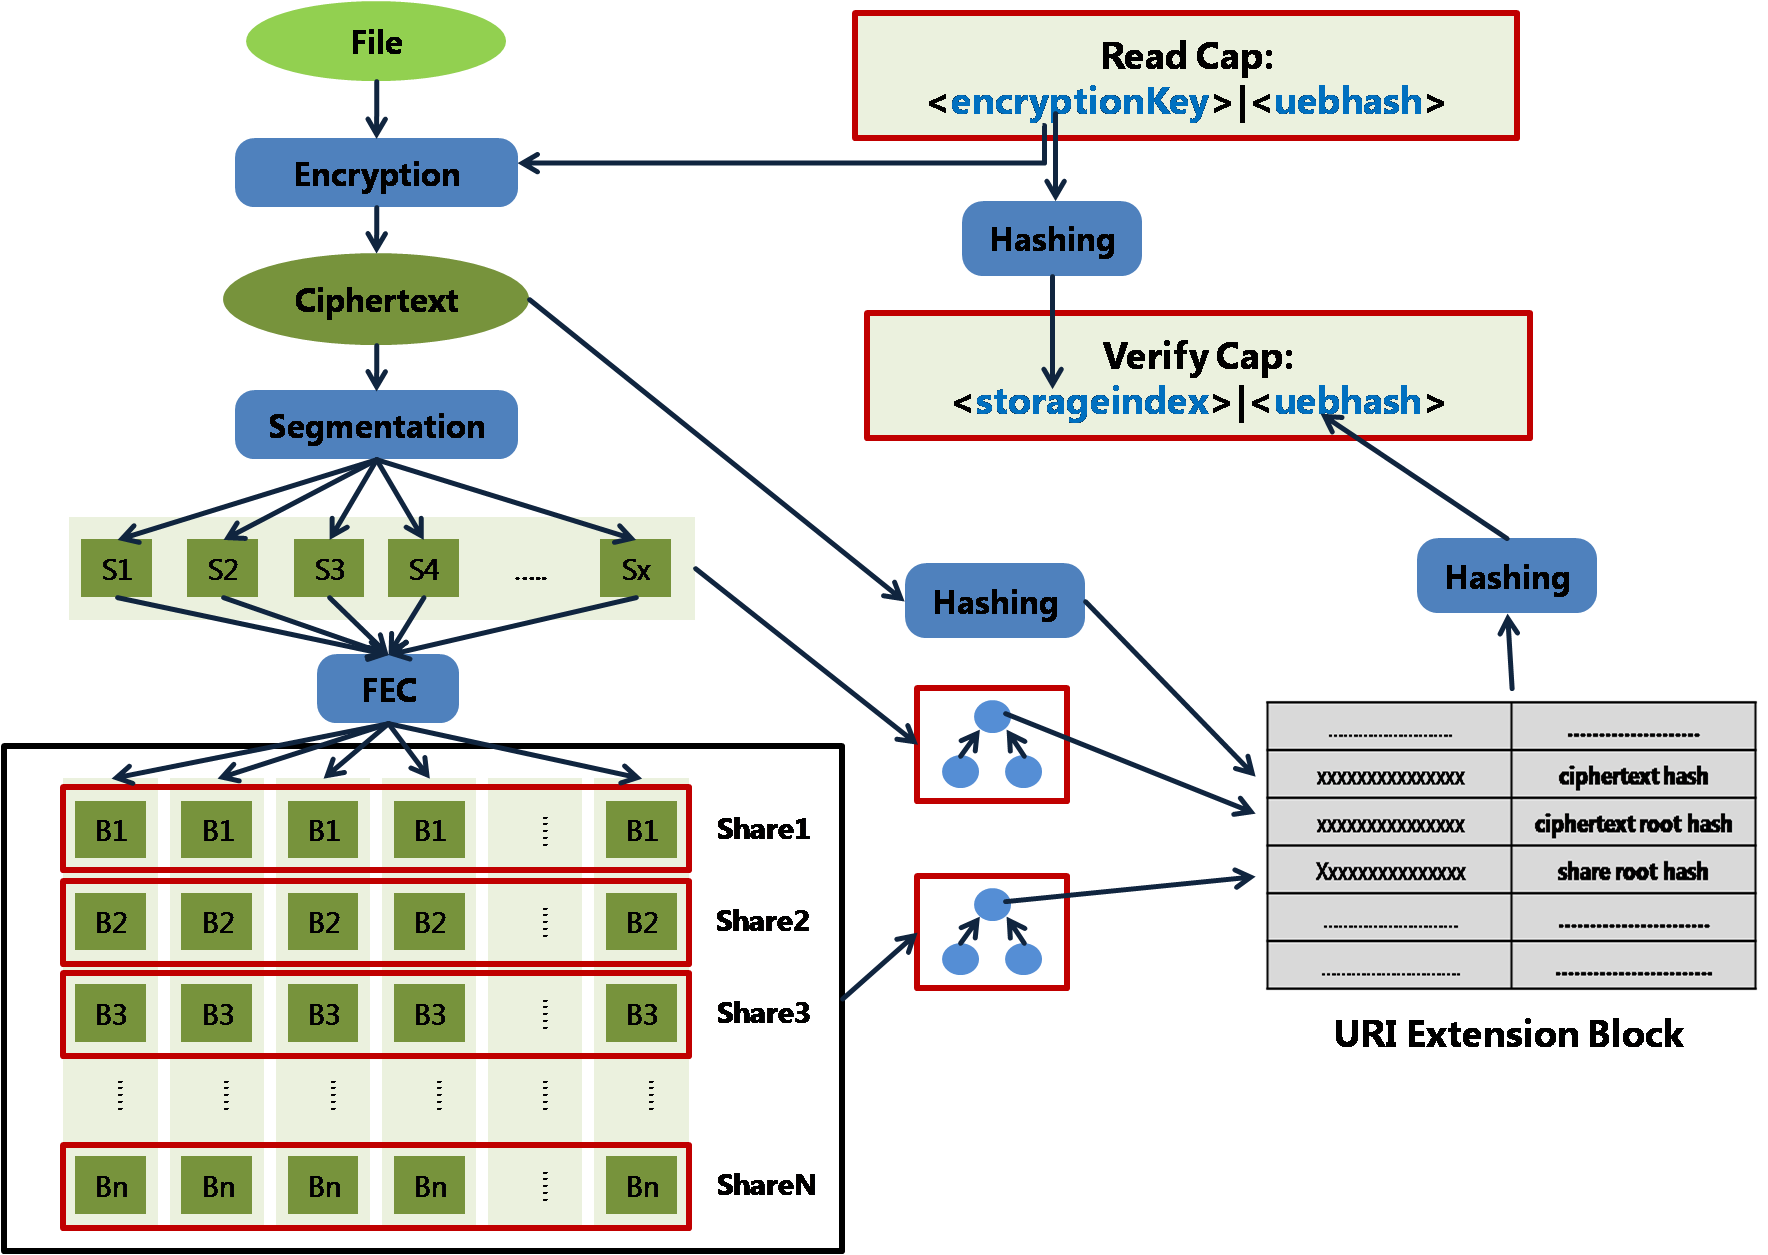 File
Read Cap:
<encryptionKey>|<uebhash>
Encryption
Hashing
Ciphertext
Verify Cap:
<storageindex>|<uebhash>
Segmentation
S1 S2 S3 S4 ..... Sx
Hashing
Hashing
FEC
........................ ........................
xxxxxxxxxxxxxxx ciphertext hash
xxxxxxxxxxxxxxx ciphertext root hash
Xxxxxxxxxxxxxxx share root hash
........................ ........................
........................ ........................
URI Extension Block
B1 B1 B1 B1 ...... B1 Share1
B2 B2 B2 B2 ...... B2 Share2
B3 B3 B3 B3 ...... B3 Share3
...... ...... ...... ...... ...... ......
Bn Bn Bn Bn ...... Bn ShareN